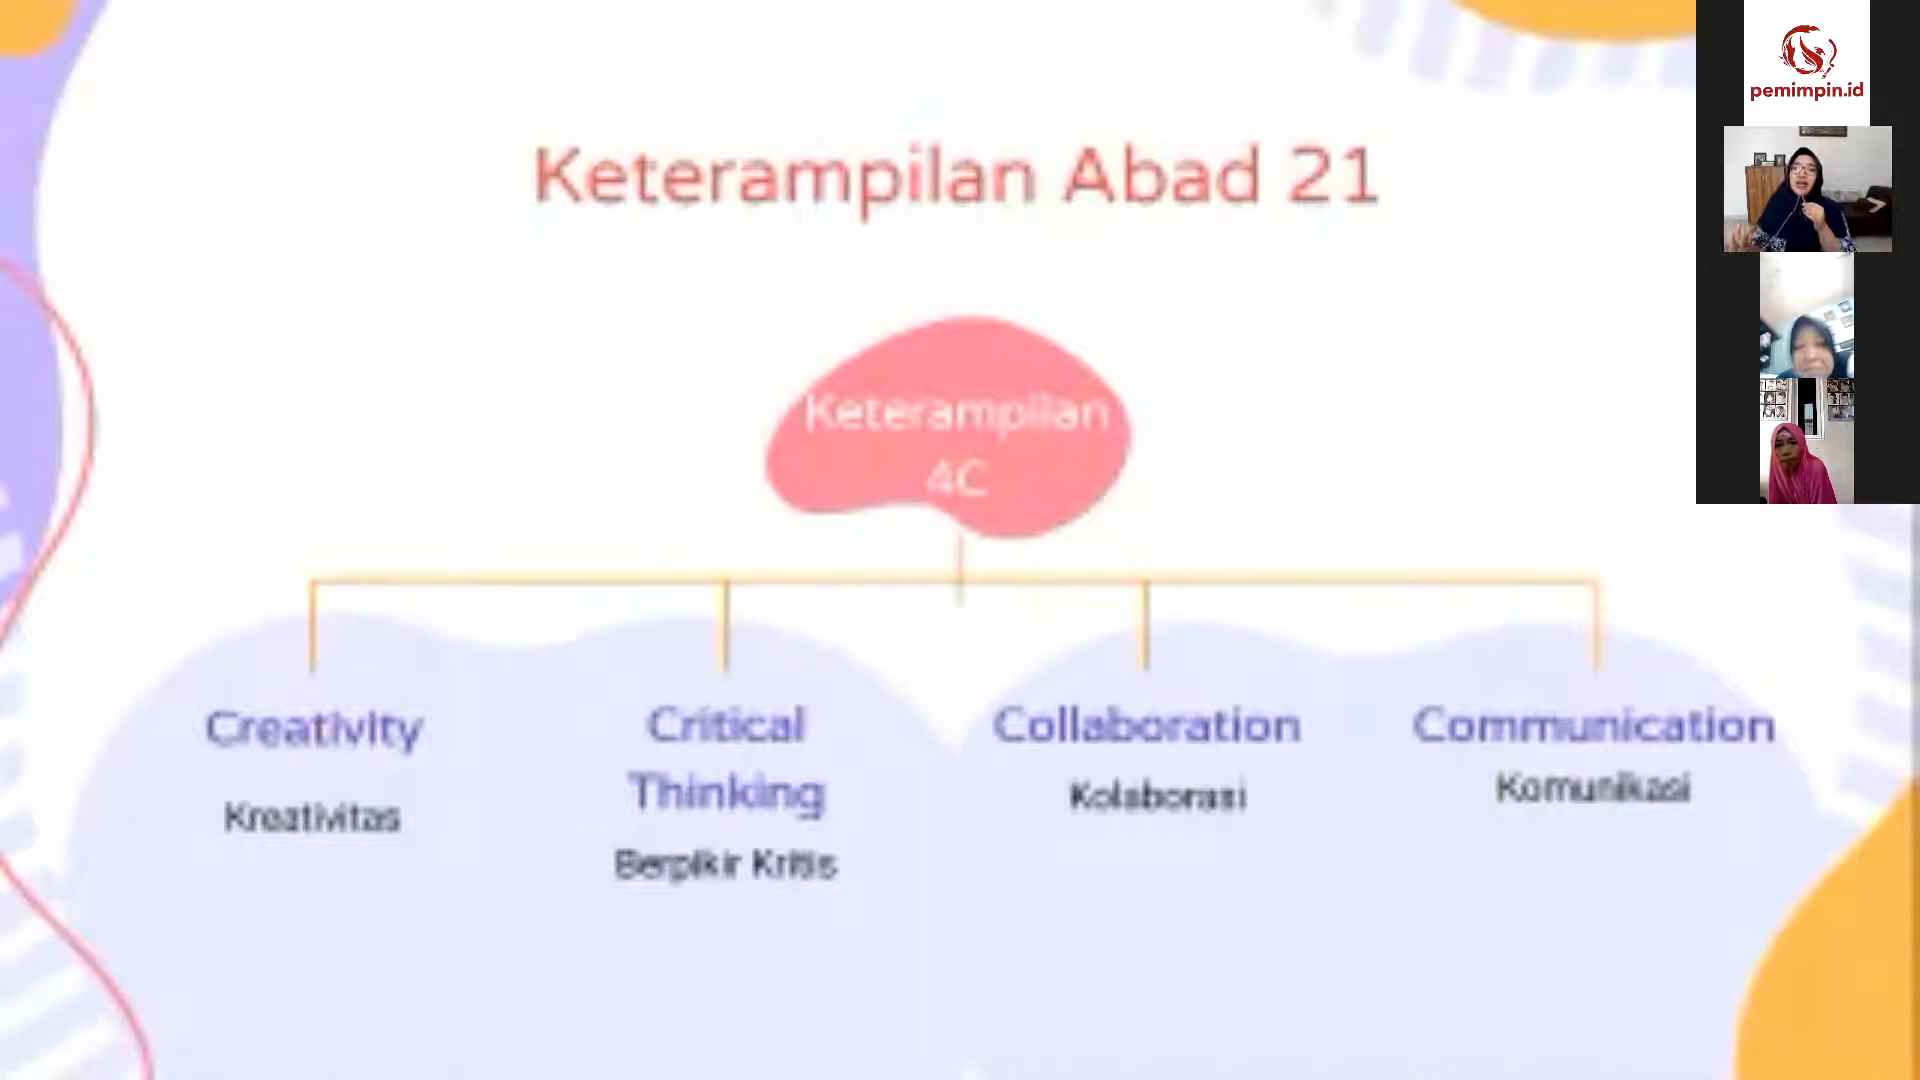 Keterampilan Abad 21
pemimpin.id
Keterampilan
4C
Creativity
Kreativitas
Critical
Thinking
Berpikir Kritis
Collaboration
Kolaborasi
Communication
Komunikasi